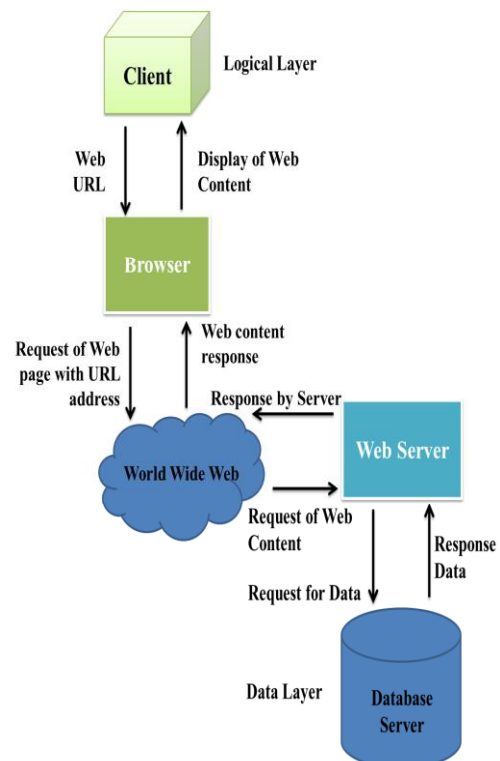 Client
Logical Layer
Web
URL
Display of Web
Content
Browser
Request of Web
page with URL
address
Web content
response
Response by Server
World Wide Web
Web Server
Request of Web
Content
Response
Data
Request for Data
Data Layer
Database
Server